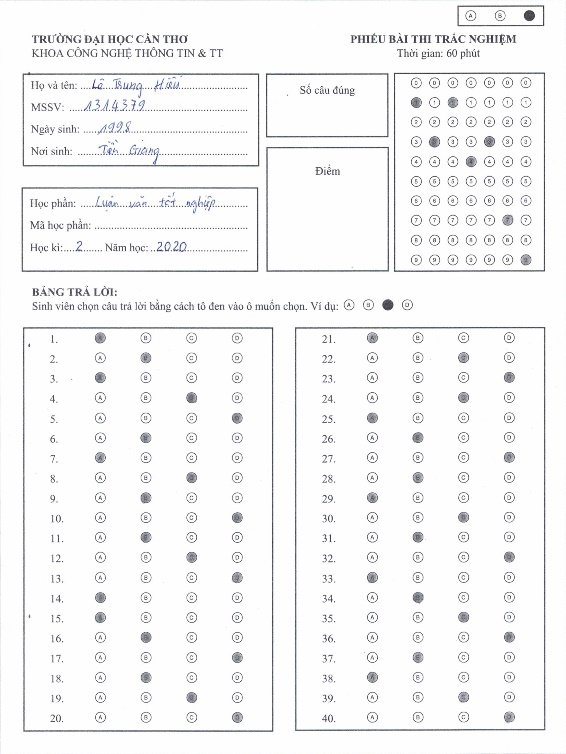 Ⓐ Ⓑ
TRƯỜNG ĐẠI HỌC CẦN THƠ
KHOA CÔNG NGHỆ THÔNG TIN & TT
PHIẾU BÀI THI TRẮC NGHIỆM
Thời gian: 60 phút
Họ và tên: Lê Trung Hiếu
MSSV: 1314379
Ngày sinh: 1998
Nơi sinh: Tiền Giang
Số câu đúng
Điểm
0 0 0 0 0 0 0
1 1 1 1 1
2 2 2 2 2 2 2
3 3 3 3 3
4 4 4 4 4 4
5 5 5 5 5 5 5
6 6 6 6 6 6 6
7 7 7 7 7 7 7
8 8 8 8 8 8 8
9 9 9 9 9 9 9
Học phần: Luận văn tốt nghiệp
Mã học phần:
Học kì: 2 Năm học: 2020
BẢNG TRẢ LỜI:
Sinh viên chọn câu trả lời bằng cách tô đen vào ô muốn chọn. Ví dụ: Ⓐ Ⓑ Ⓓ
1. A B C D
2. A B C D
3. A B C D
4. A B C D
5. A B C D
6. A B C D
7. A B C D
8. A B C D
9. A B C D
10. A B C D
11. A B C D
12. A B C D
13. A B C D
14. A B C D
15. A B C D
16. A B C D
17. A B C D
18. A B C D
19. A B C D
20. A B C D
21. A B C D
22. A B C D
23. A B C D
24. A B C D
25. A B C D
26. A B C D
27. A B C D
28. A B C D
29. A B C D
30. A B C D
31. A B C D
32. A B C D
33. A B C D
34. A B C D
35. A B C D
36. A B C D
37. A B C D
38. A B C D
39. A B C D
40. A B C D